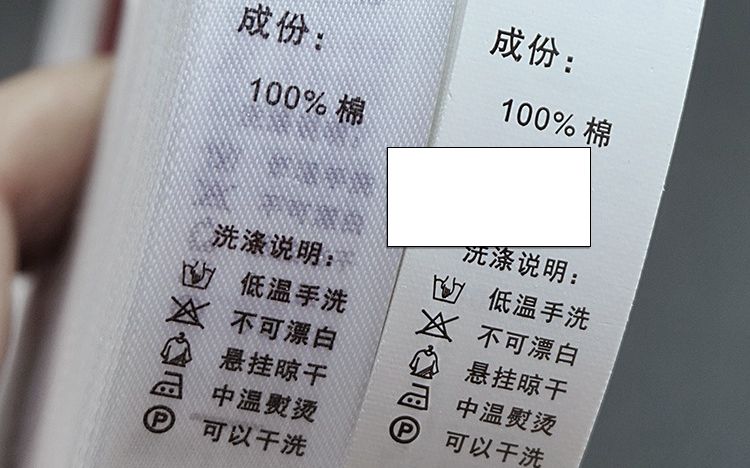 成份:
100% 棉
洗涤说明:
低温手洗
不可漂白
悬挂晾干
中温熨烫
P 可以干洗
成份:
100% 棉
洗涤说明:
低温手洗
不可漂白
悬挂晾干
中温熨烫
P 可以干洗